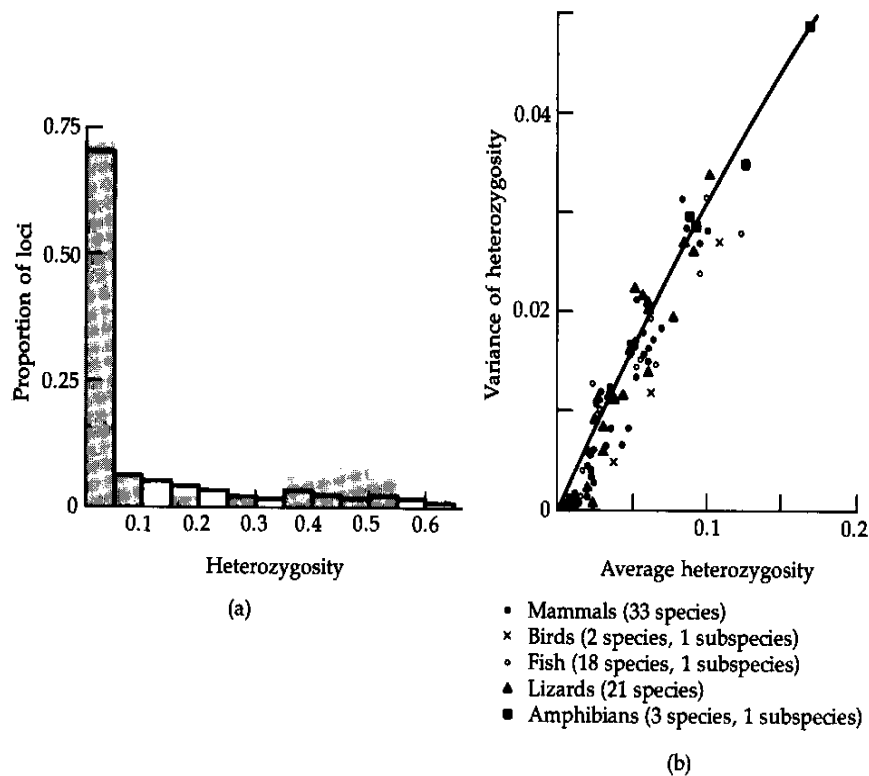 0.75
0.50
0.25
0
Proportion of loci
0.1 0.2 0.3 0.4 0.5 0.6
Heterozygosity
(a)
0.04
0.02
0
Variance of heterozygosity
0.1 0.2
Average heterozygosity
Mammals (33 species)
Birds (2 species, 1 subspecies)
Fish (18 species, 1 subspecies)
Lizards (21 species)
Amphibians (3 species, 1 subspecies)
(b)